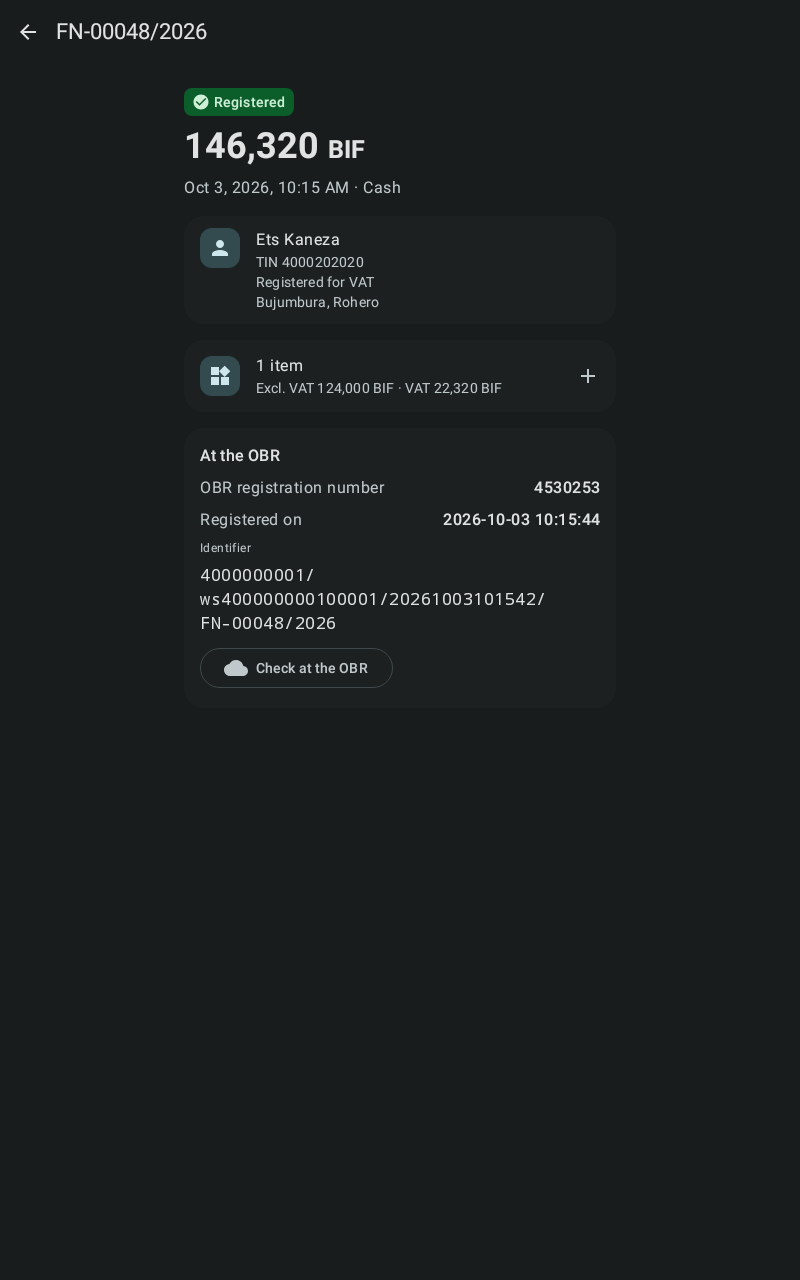 FN-00048/2026
Registered
146,320 BIF
Oct 3, 2026, 10:15 AM · Cash
Ets Kaneza
TIN 4000202020
Registered for VAT
Bujumbura, Rohero
1 item
Excl. VAT 124,000 BIF · VAT 22,320 BIF
At the OBR
OBR registration number 4530253
Registered on 2026-10-03 10:15:44
Identifier
4000000001/
ws400000000100001/20261003101542/
FN-00048/2026
Check at the OBR